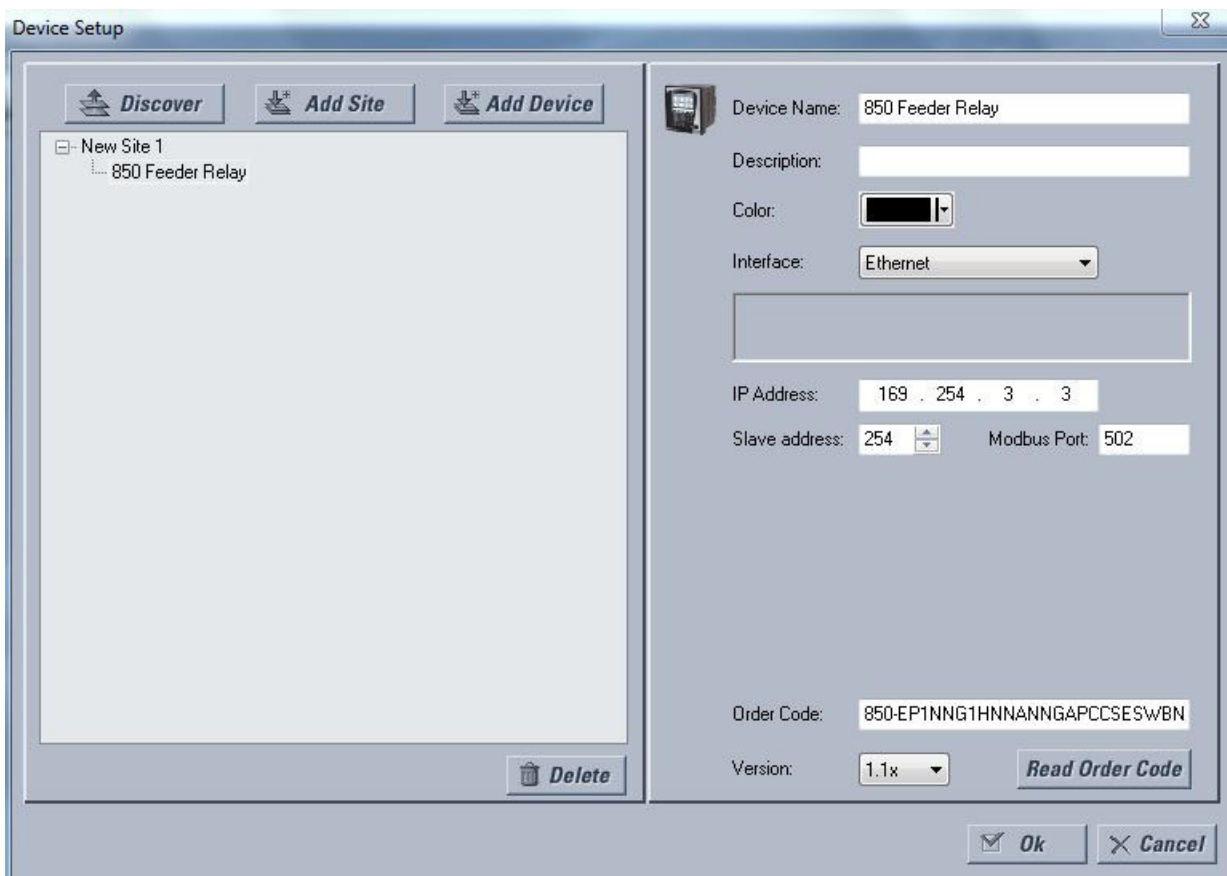 Device Setup
Discover
Add Site
Add Device
New Site 1
850 Feeder Relay
Delete
Device Name: 850 Feeder Relay
Description:
Color:
Interface: Ethernet
IP Address: 169 . 254 . 3 . 3
Slave address: 254 Modbus Port: 502
Order Code: 850-EP1NNG1HNNANNGAPCCSESWBN
Version: 1.1x Read Order Code
Ok Cancel